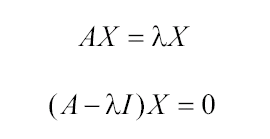 AX = λX
(A − λI)X = 0